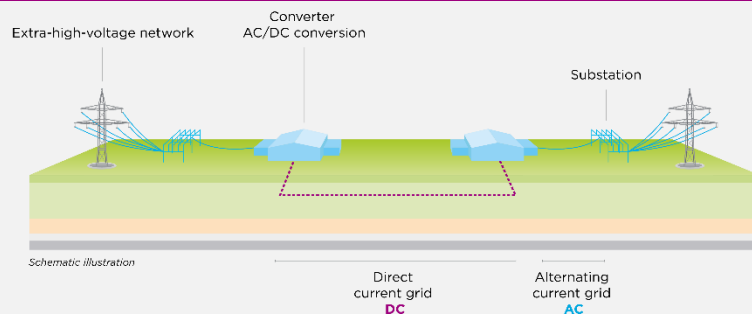 Extra-high-voltage network
Converter
AC/DC conversion
Substation
Schematic illustration
Direct
current grid
DC
Alternating
current grid
AC